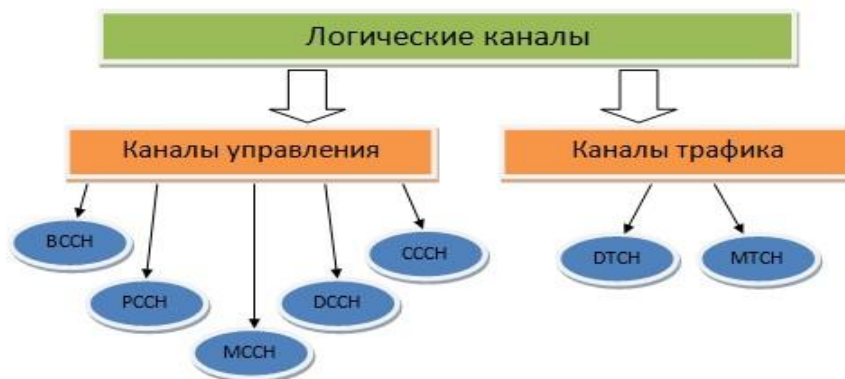 Логические каналы
Каналы управления
Каналы трафика
BCCH
PCCH
MCCH
DCCH
CCCH
DTCH
MTCH